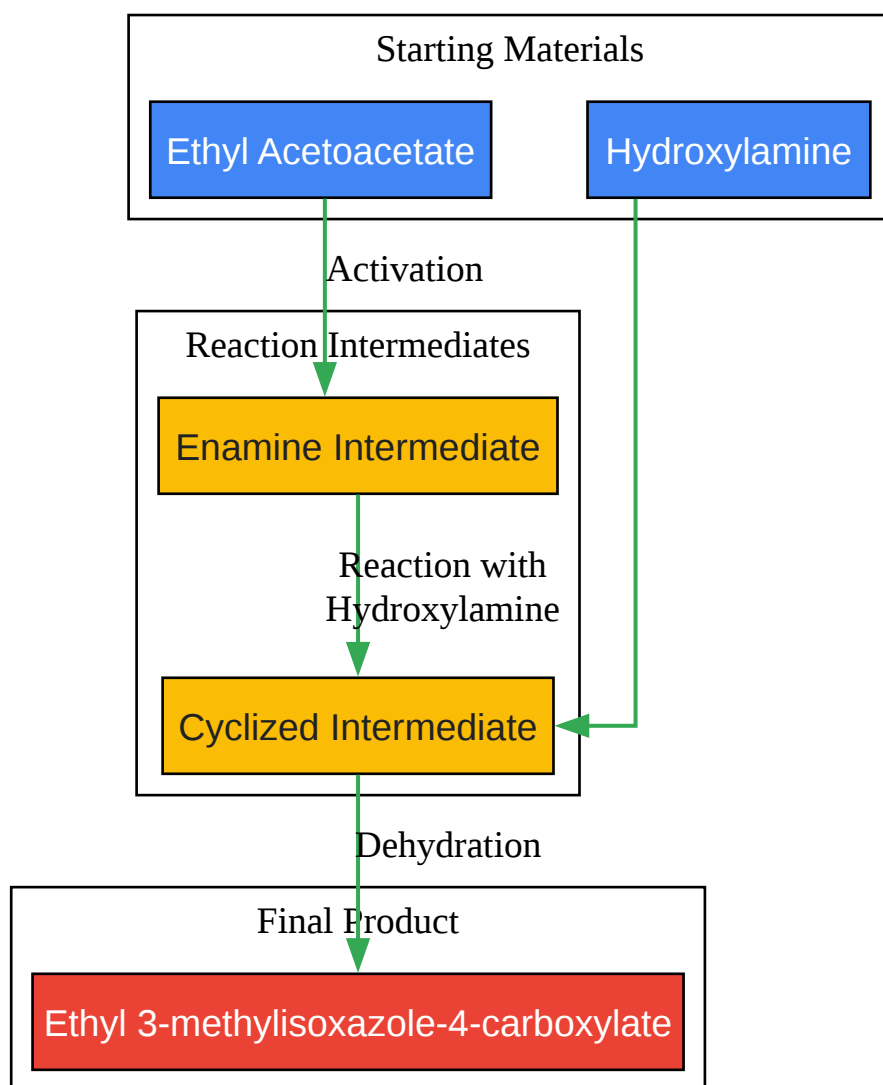 Starting Materials
Ethyl Acetoacetate
Hydroxylamine
Activation
Reaction Intermediates
Enamine Intermediate
Reaction with
Hydroxylamine
Cyclized Intermediate
Dehydration
Final Product
Ethyl 3-methylisoxazole-4-carboxylate